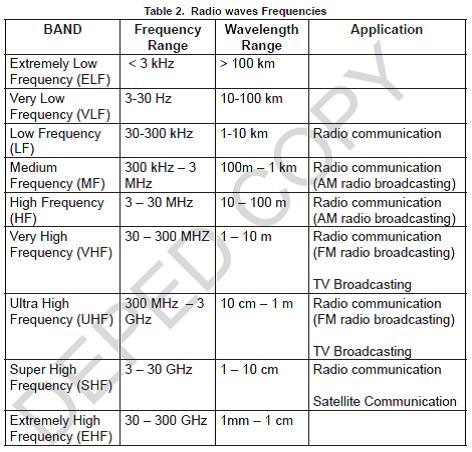 Table 2. Radio waves Frequencies
BAND Frequency Range Wavelength Range Application
Extremely Low Frequency (ELF) < 3 kHz > 100 km
Very Low Frequency (VLF) 3-30 Hz 10-100 km
Low Frequency (LF) 30-300 kHz 1-10 km Radio communication
Medium Frequency (MF) 300 kHz – 3 MHz 100m – 1 km Radio communication (AM radio broadcasting)
High Frequency (HF) 3 – 30 MHz 10 – 100 m Radio communication (AM radio broadcasting)
Very High Frequency (VHF) 30 – 300 MHZ 1 – 10 m Radio communication (FM radio broadcasting) TV Broadcasting
Ultra High Frequency (UHF) 300 MHz – 3 GHz 10 cm – 1 m Radio communication (FM radio broadcasting) TV Broadcasting
Super High Frequency (SHF) 3 – 30 GHz 1 – 10 cm Radio communication Satellite Communication
Extremely High Frequency (EHF) 30 – 300 GHz 1mm – 1 cm
DEPED COPY